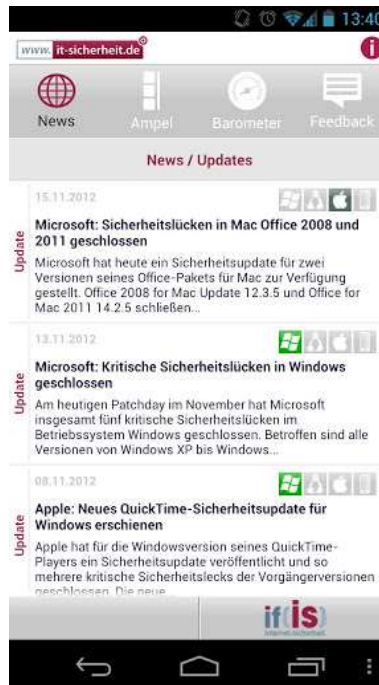 13:40
www. it-sicherheit.de
i
News
Ampel
Barometer
Feedback
News / Updates
15.11.2012
Update
Microsoft: Sicherheitslücken in Mac Office 2008 und
2011 geschlossen
Microsoft hat heute ein Sicherheitsupdate für zwei
Versionen seines Office-Pakets für Mac zur Verfügung
gestellt. Office 2008 for Mac Update 12.3.5 und Office for
Mac 2011 14.2.5 schließen...
13.11.2012
Update
Microsoft: Kritische Sicherheitslücken in Windows
geschlossen
Am heutigen Patchday im November hat Microsoft
insgesamt fünf kritische Sicherheitslücken im
Betriebssystem Windows geschlossen. Betroffen sind alle
Versionen von Windows XP bis Windows...
08.11.2012
Update
Apple: Neues QuickTime-Sicherheitsupdate für
Windows erschienen
Apple hat für die Windowsversion seines QuickTime-
Players ein Sicherheitsupdate veröffentlicht und so
mehrere kritische Sicherheitslecks der Vorgängerversionen
geschlossen. Die neue...
if(is)
internet-sicherheit.